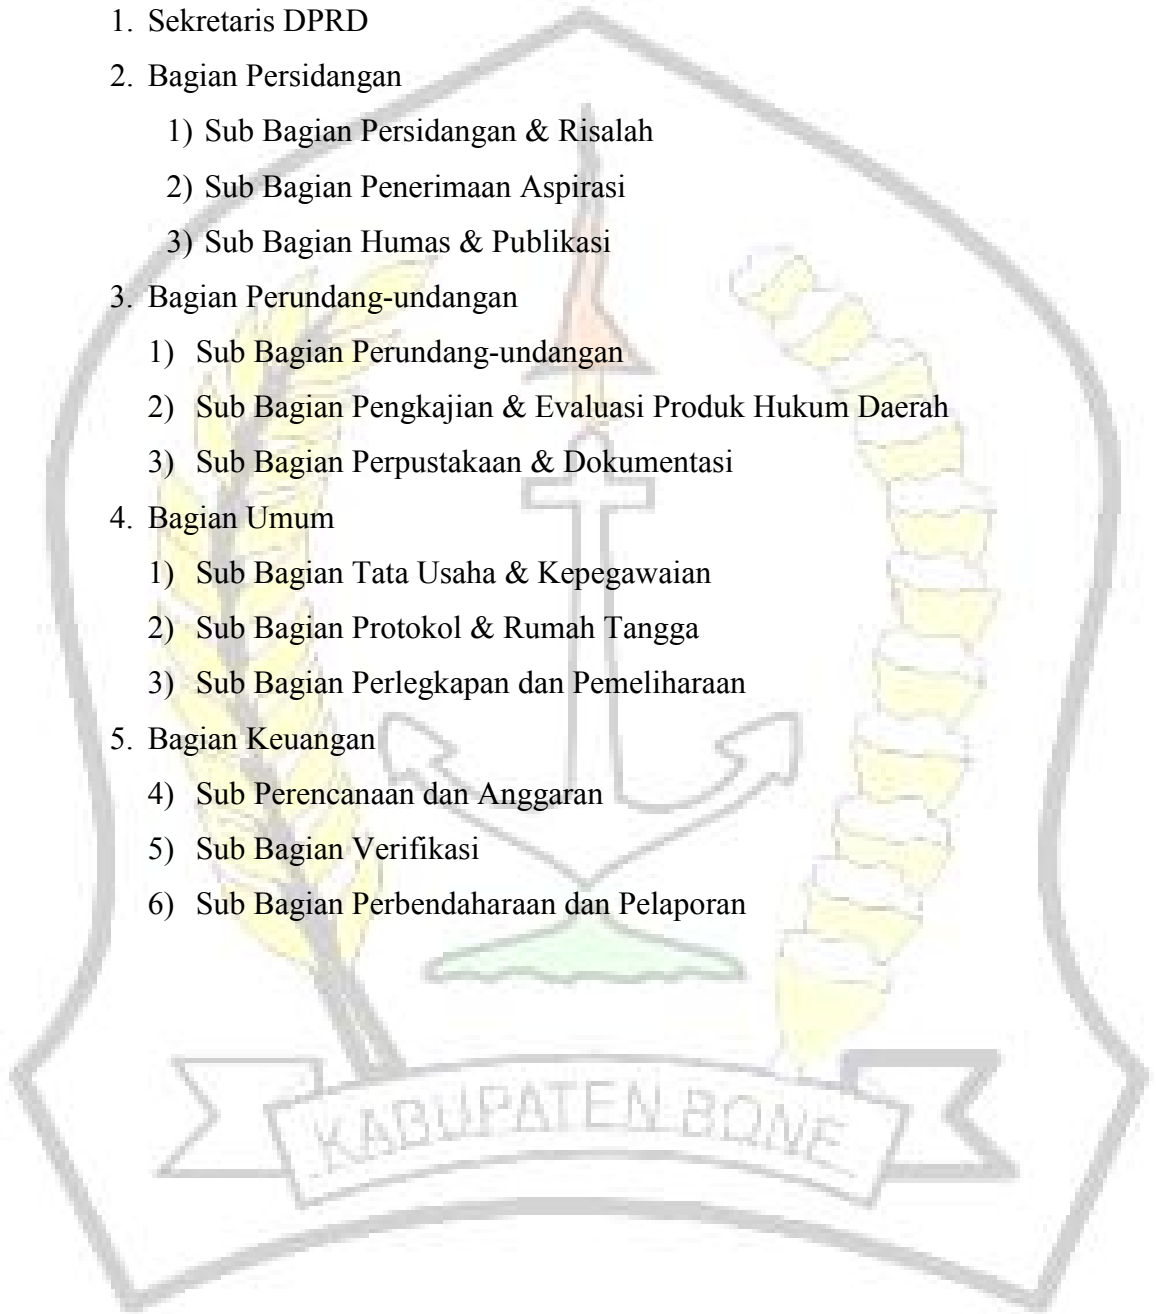 1. Sekretaris DPRD
2. Bagian Persidangan
1) Sub Bagian Persidangan & Risalah
2) Sub Bagian Penerimaan Aspirasi
3) Sub Bagian Humas & Publikasi
3. Bagian Perundang-undangan
1) Sub Bagian Perundang-undangan
2) Sub Bagian Pengkajian & Evaluasi Produk Hukum Daerah
3) Sub Bagian Perpustakaan & Dokumentasi
4. Bagian Umum
1) Sub Bagian Tata Usaha & Kepegawaian
2) Sub Bagian Protokol & Rumah Tangga
3) Sub Bagian Perlegkapan dan Pemeliharaan
5. Bagian Keuangan
4) Sub Perencanaan dan Anggaran
5) Sub Bagian Verifikasi
6) Sub Bagian Perbendaharaan dan Pelaporan
KABUPATEN BONE